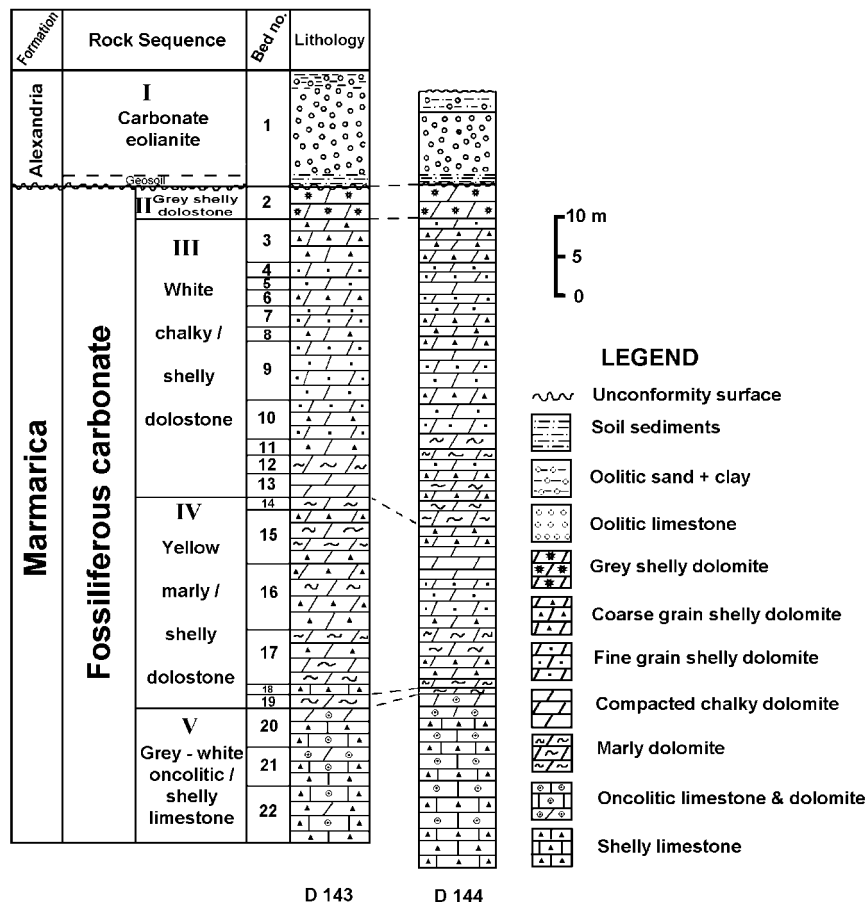 Formation
Rock Sequence
Bed no.
Lithology
Alexandria
I
Carbonate
eolianite
Geosoil
1
Marmarica
Fossiliferous carbonate
II Grey shelly
dolostone
2
III
White
chalky /
shelly
dolostone
3
4
5
6
7
8
9
10
11
12
13
IV
Yellow
marly /
shelly
dolostone
14
15
16
17
18
19
V
Grey - white
oncolitic /
shelly
limestone
20
21
22
D 143
D 144
10 m
5
0
LEGEND
Unconformity surface
Soil sediments
Oolitic sand + clay
Oolitic limestone
Grey shelly dolomite
Coarse grain shelly dolomite
Fine grain shelly dolomite
Compacted chalky dolomite
Marly dolomite
Oncolitic limestone & dolomite
Shelly limestone